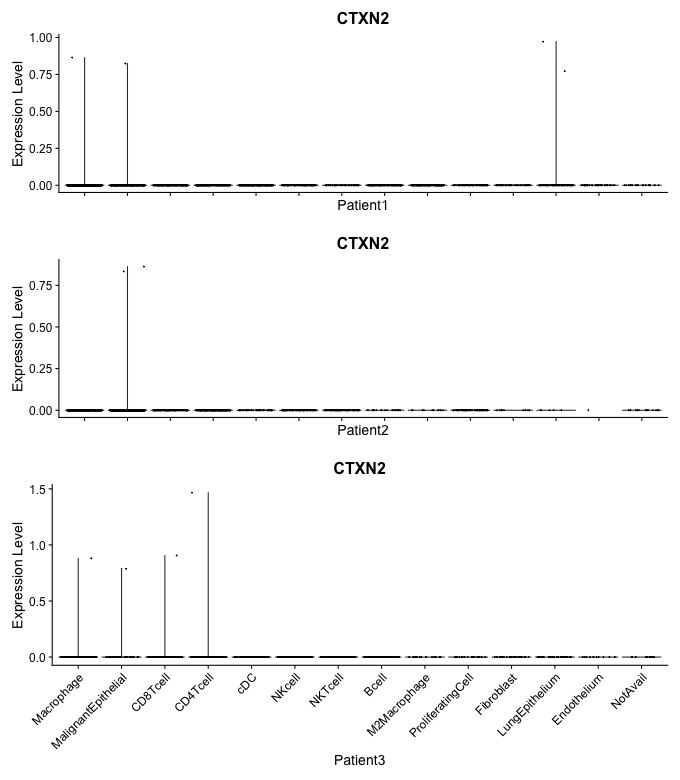 CTXN2
Expression Level
1.00
0.75
0.50
0.25
0.00
Patient1
CTXN2
Expression Level
0.75
0.50
0.25
0.00
Patient2
CTXN2
Expression Level
1.5
1.0
0.5
0.0
Macrophage
MalignantEpithelial
CD8Tcell
CD4Tcell
cDC
NKcell
NKTcell
Bcell
M2Macrophage
ProliferatingCell
Fibroblast
LungEpithelium
Endothelium
NotAvail
Patient3